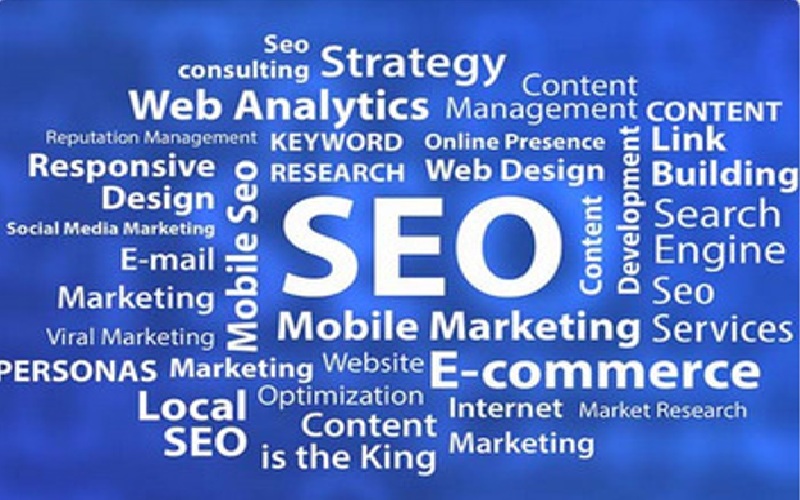 Seo
consulting
Strategy
Content
Management
Web Analytics
CONTENT
Reputation Management
KEYWORD
RESEARCH
Online Presence
Web Design
Link
Building
Responsive
Design
Social Media Marketing
Mobile Seo
SEO
Content
Development
Search
Engine
Seo
Services
E-mail
Marketing
Viral Marketing
Mobile Marketing
PERSONAS
Marketing
Website
Optimization
E-commerce
Local
SEO
Content
is the King
Internet
Marketing
Market Research